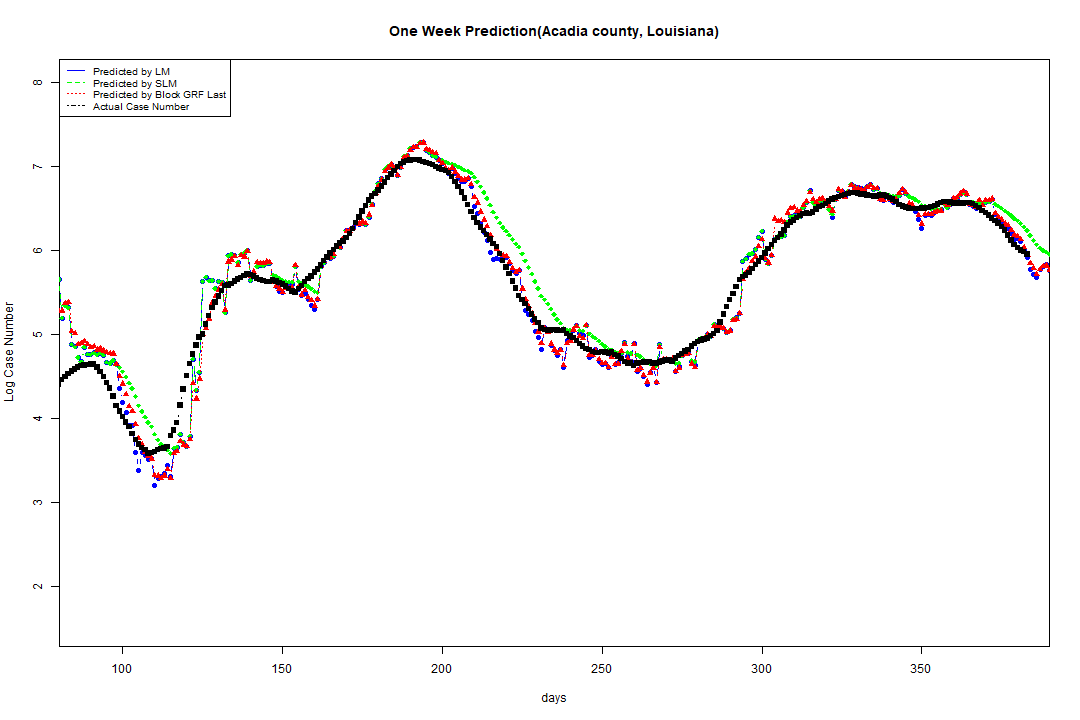 One Week Prediction(Acadia county, Louisiana)
Predicted by LM
Predicted by SLM
Predicted by Block GRF Last
Actual Case Number
Log Case Number
8
7
6
5
4
3
2
100 150 200 250 300 350
days